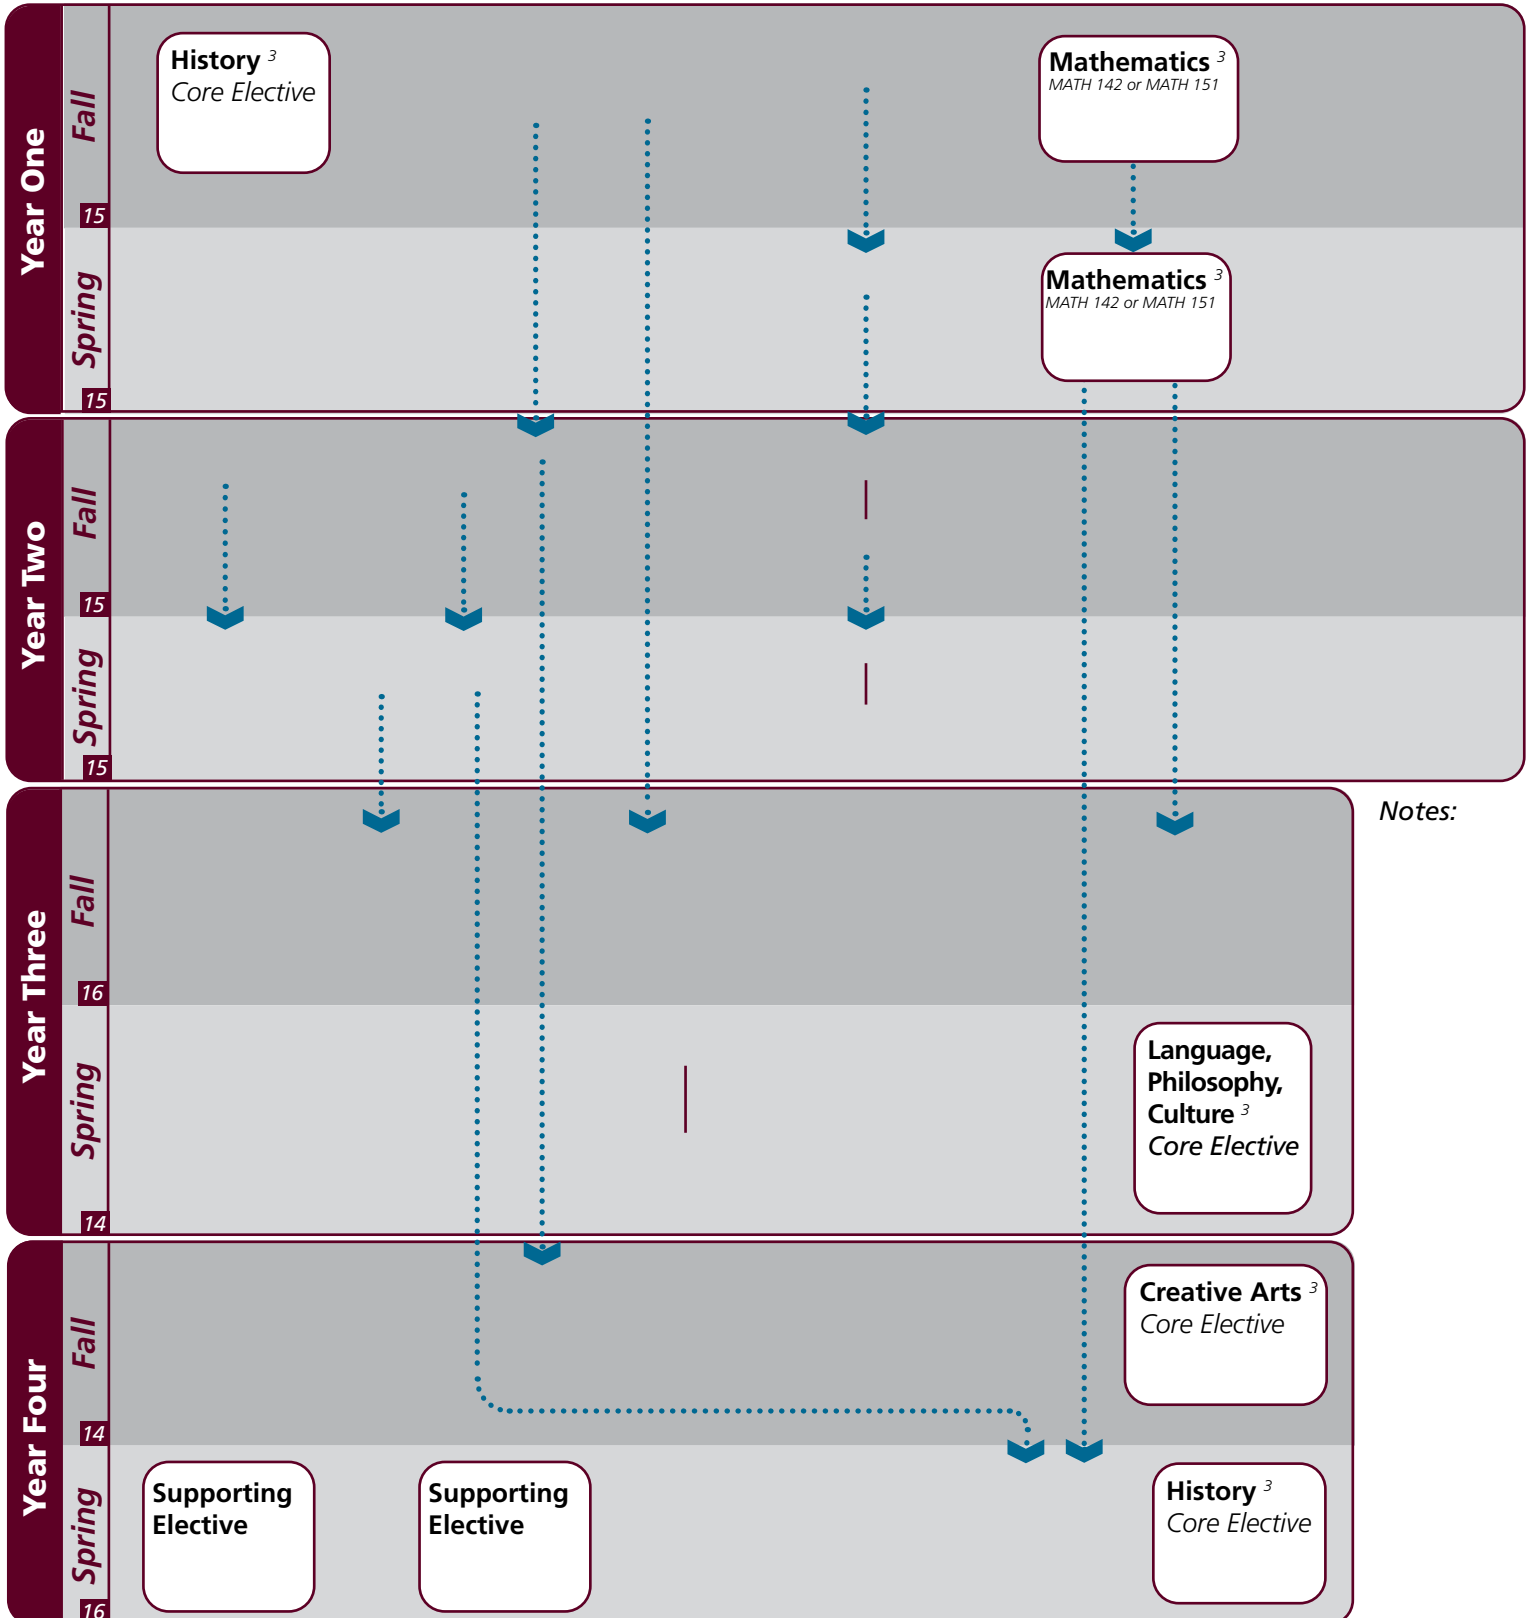 Year One
Fall
15
History 3
Core Elective
Mathematics 3
MATH 142 or MATH 151
Spring
15
Mathematics 3
MATH 142 or MATH 151
Year Two
Fall
15
Spring
15
Year Three
Fall
16
Notes:
Spring
14
Language,
Philosophy,
Culture 3
Core Elective
Year Four
Fall
14
Creative Arts 3
Core Elective
Spring
16
Supporting
Elective
Supporting
Elective
History 3
Core Elective